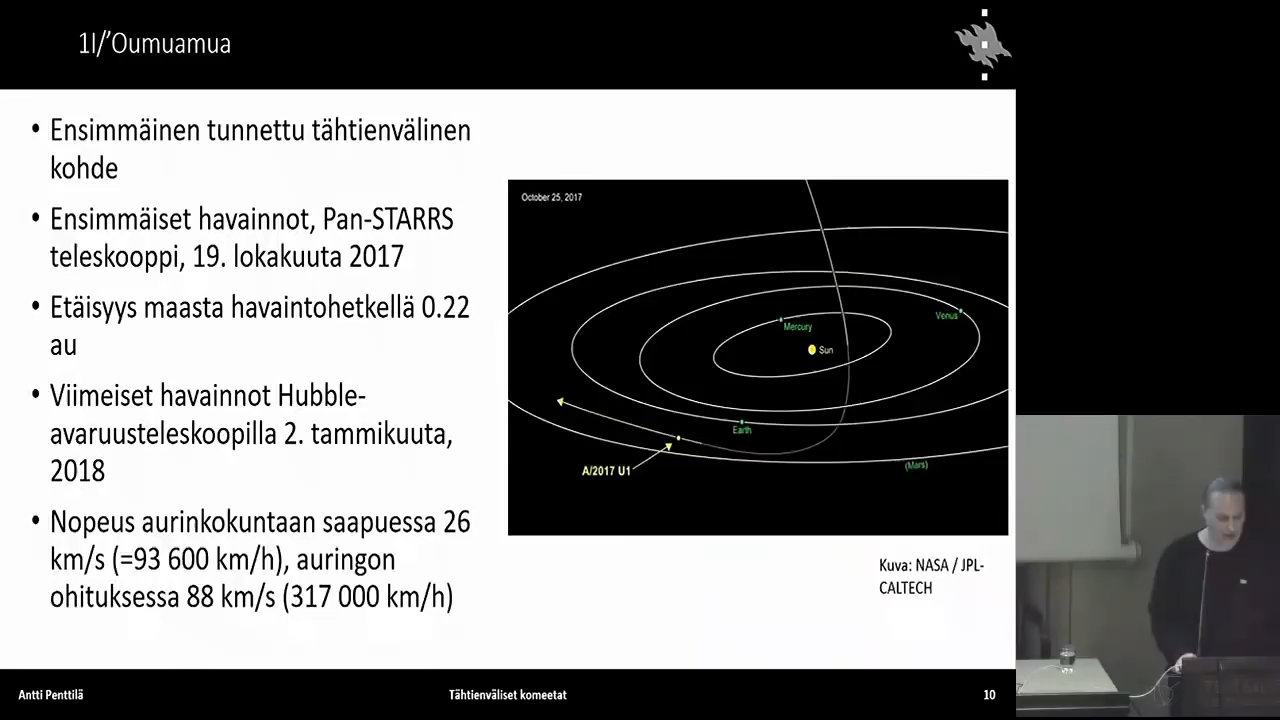 1I/'Oumuamua
• Ensimmäinen tunnettu tähtienvälinen
kohde
• Ensimmäiset havainnot, Pan-STARRS
teleskooppi, 19. lokakuuta 2017
• Etäisyys maasta havaintohetkellä 0.22
au
• Viimeiset havainnot Hubble-
avaruusteleskoopilla 2. tammikuuta,
2018
• Nopeus aurinkokuntaan saapuessa 26
km/s (=93 600 km/h), auringon
ohituksessa 88 km/s (317 000 km/h)
October 25, 2017
Venus
Mercury
Sun
Earth
A/2017 U1
(Mars)
Kuva: NASA / JPL-
CALTECH
Antti Penttilä
Tähtienväliset komeetat
10